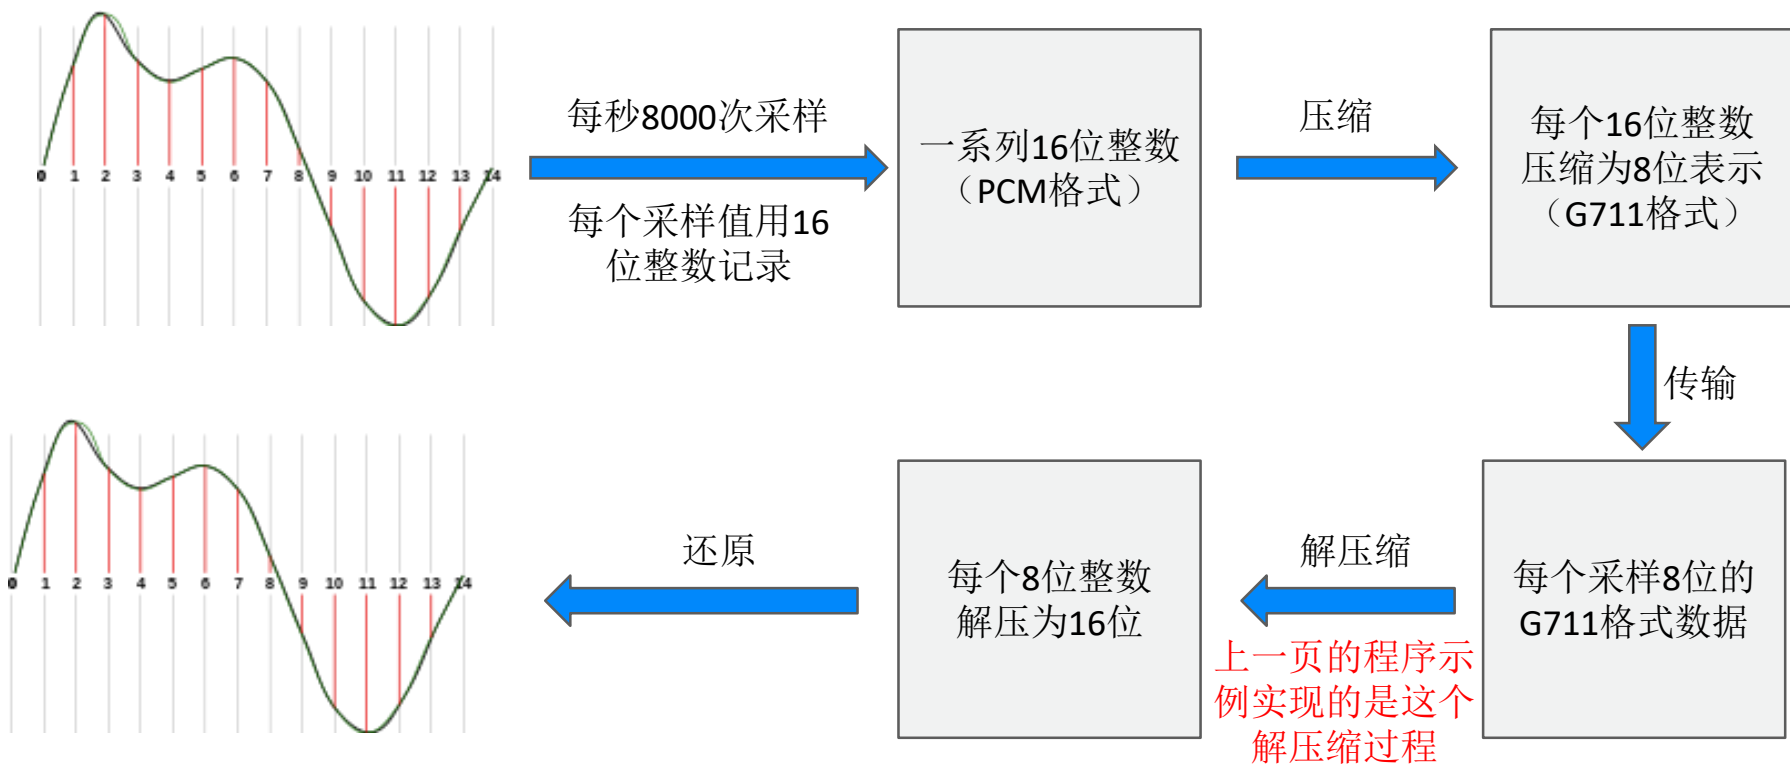 0 1 2 3 4 5 6 7 8 9 10 11 12 13 14
每秒8000次采样
每个采样值用16
位整数记录
一系列16位整数
（PCM格式）
压缩
每个16位整数
压缩为8位表示
（G711格式）
传输
每个采样8位的
G711格式数据
解压缩
上一页的程序示
例实现的是这个
解压缩过程
每个8位整数
解压为16位
还原
0 1 2 3 4 5 6 7 8 9 10 11 12 13 14